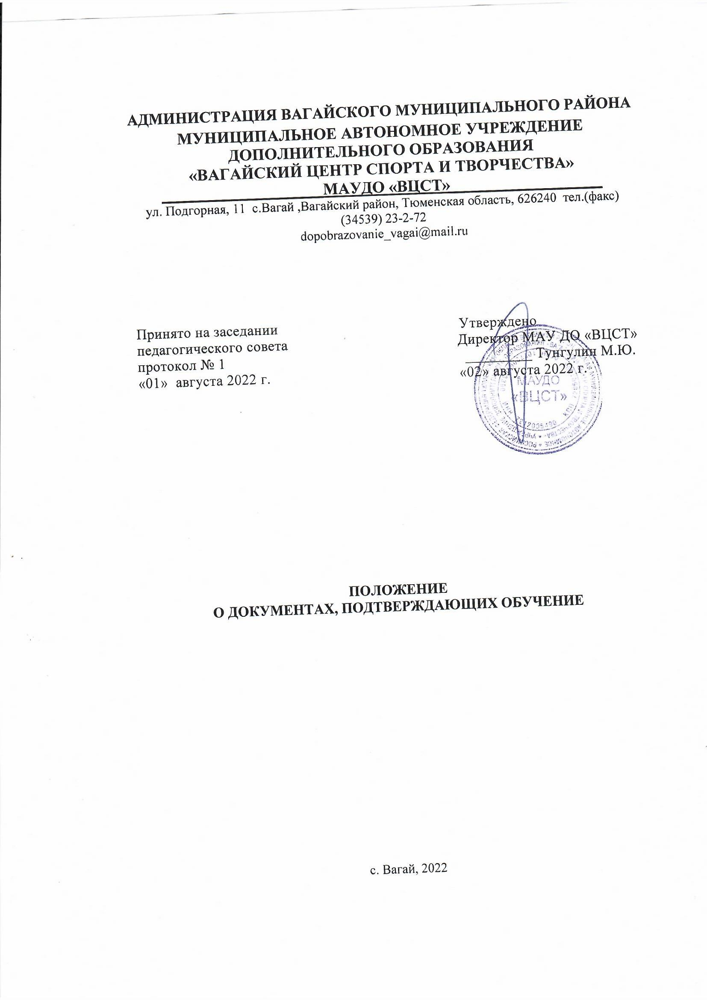 АДМИНИСТРАЦИЯ ВАГАЙСКОГО МУНИЦИПАЛЬНОГО РАЙОНА
МУНИЦИПАЛЬНОЕ АВТОНОМНОЕ УЧРЕЖДЕНИЕ
ДОПОЛНИТЕЛЬНОГО ОБРАЗОВАНИЯ
«ВАГАЙСКИЙ ЦЕНТР СПОРТА И ТВОРЧЕСТВА»
МАУДО «ВЦСТ»
ул. Подгорная, 11 с.Вагай ,Вагайский район, Тюменская область, 626240 тел.(факс)
(34539) 23-2-72
dopobrazovanie_vagai@mail.ru
Принято на заседании
педагогического совета
протокол № 1
«01» августа 2022 г.
Утверждено
Директор МАУ ДО «ВЦСТ»
_________ Тунгулин М.Ю.
«02» августа 2022 г.
МАУДО
«ВЦСТ»
ПОЛОЖЕНИЕ
О ДОКУМЕНТАХ, ПОДТВЕРЖДАЮЩИХ ОБУЧЕНИЕ
с. Вагай, 2022